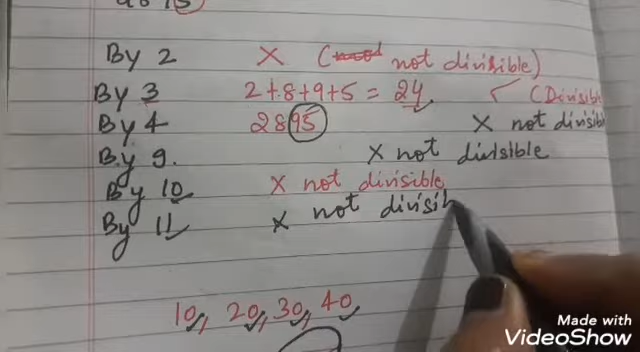 By 2 X ( not divisible)
By 3 2+8+9+5 = 24 (Divisible
By 4 2895 X not divisib
By 9. X not divisible
By 10 X not divisible
By 11 X not divisib
10, 20, 30, 40
Made with
VideoShow